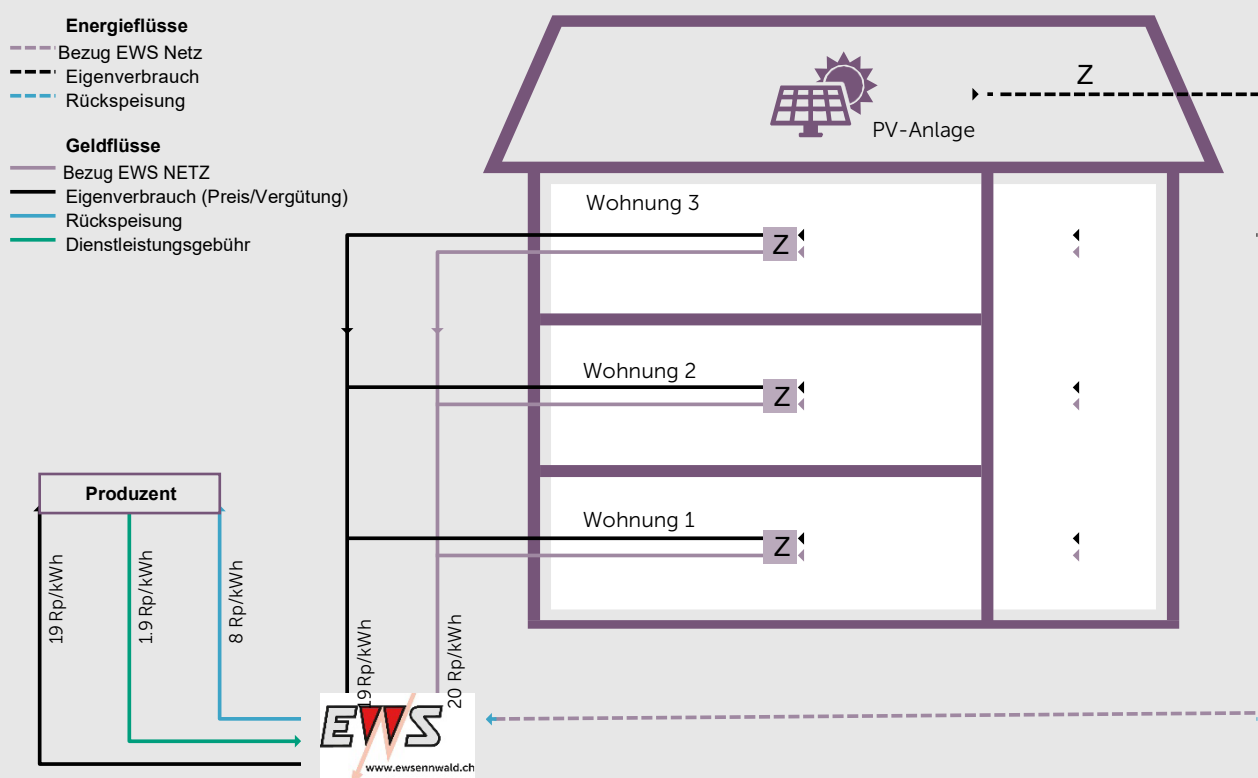 Energieflüsse
Bezug EWS Netz
Eigenverbrauch
Rückspeisung
Geldflüsse
Bezug EWS NETZ
Eigenverbrauch (Preis/Vergütung)
Rückspeisung
Dienstleistungsgebühr
Z
PV-Anlage
Wohnung 3
Z
Wohnung 2
Z
Wohnung 1
Z
Produzent
19 Rp/kWh
1.9 Rp/kWh
8 Rp/kWh
19 Rp/kWh
20 Rp/kWh
EWS
www.ewsennwald.ch